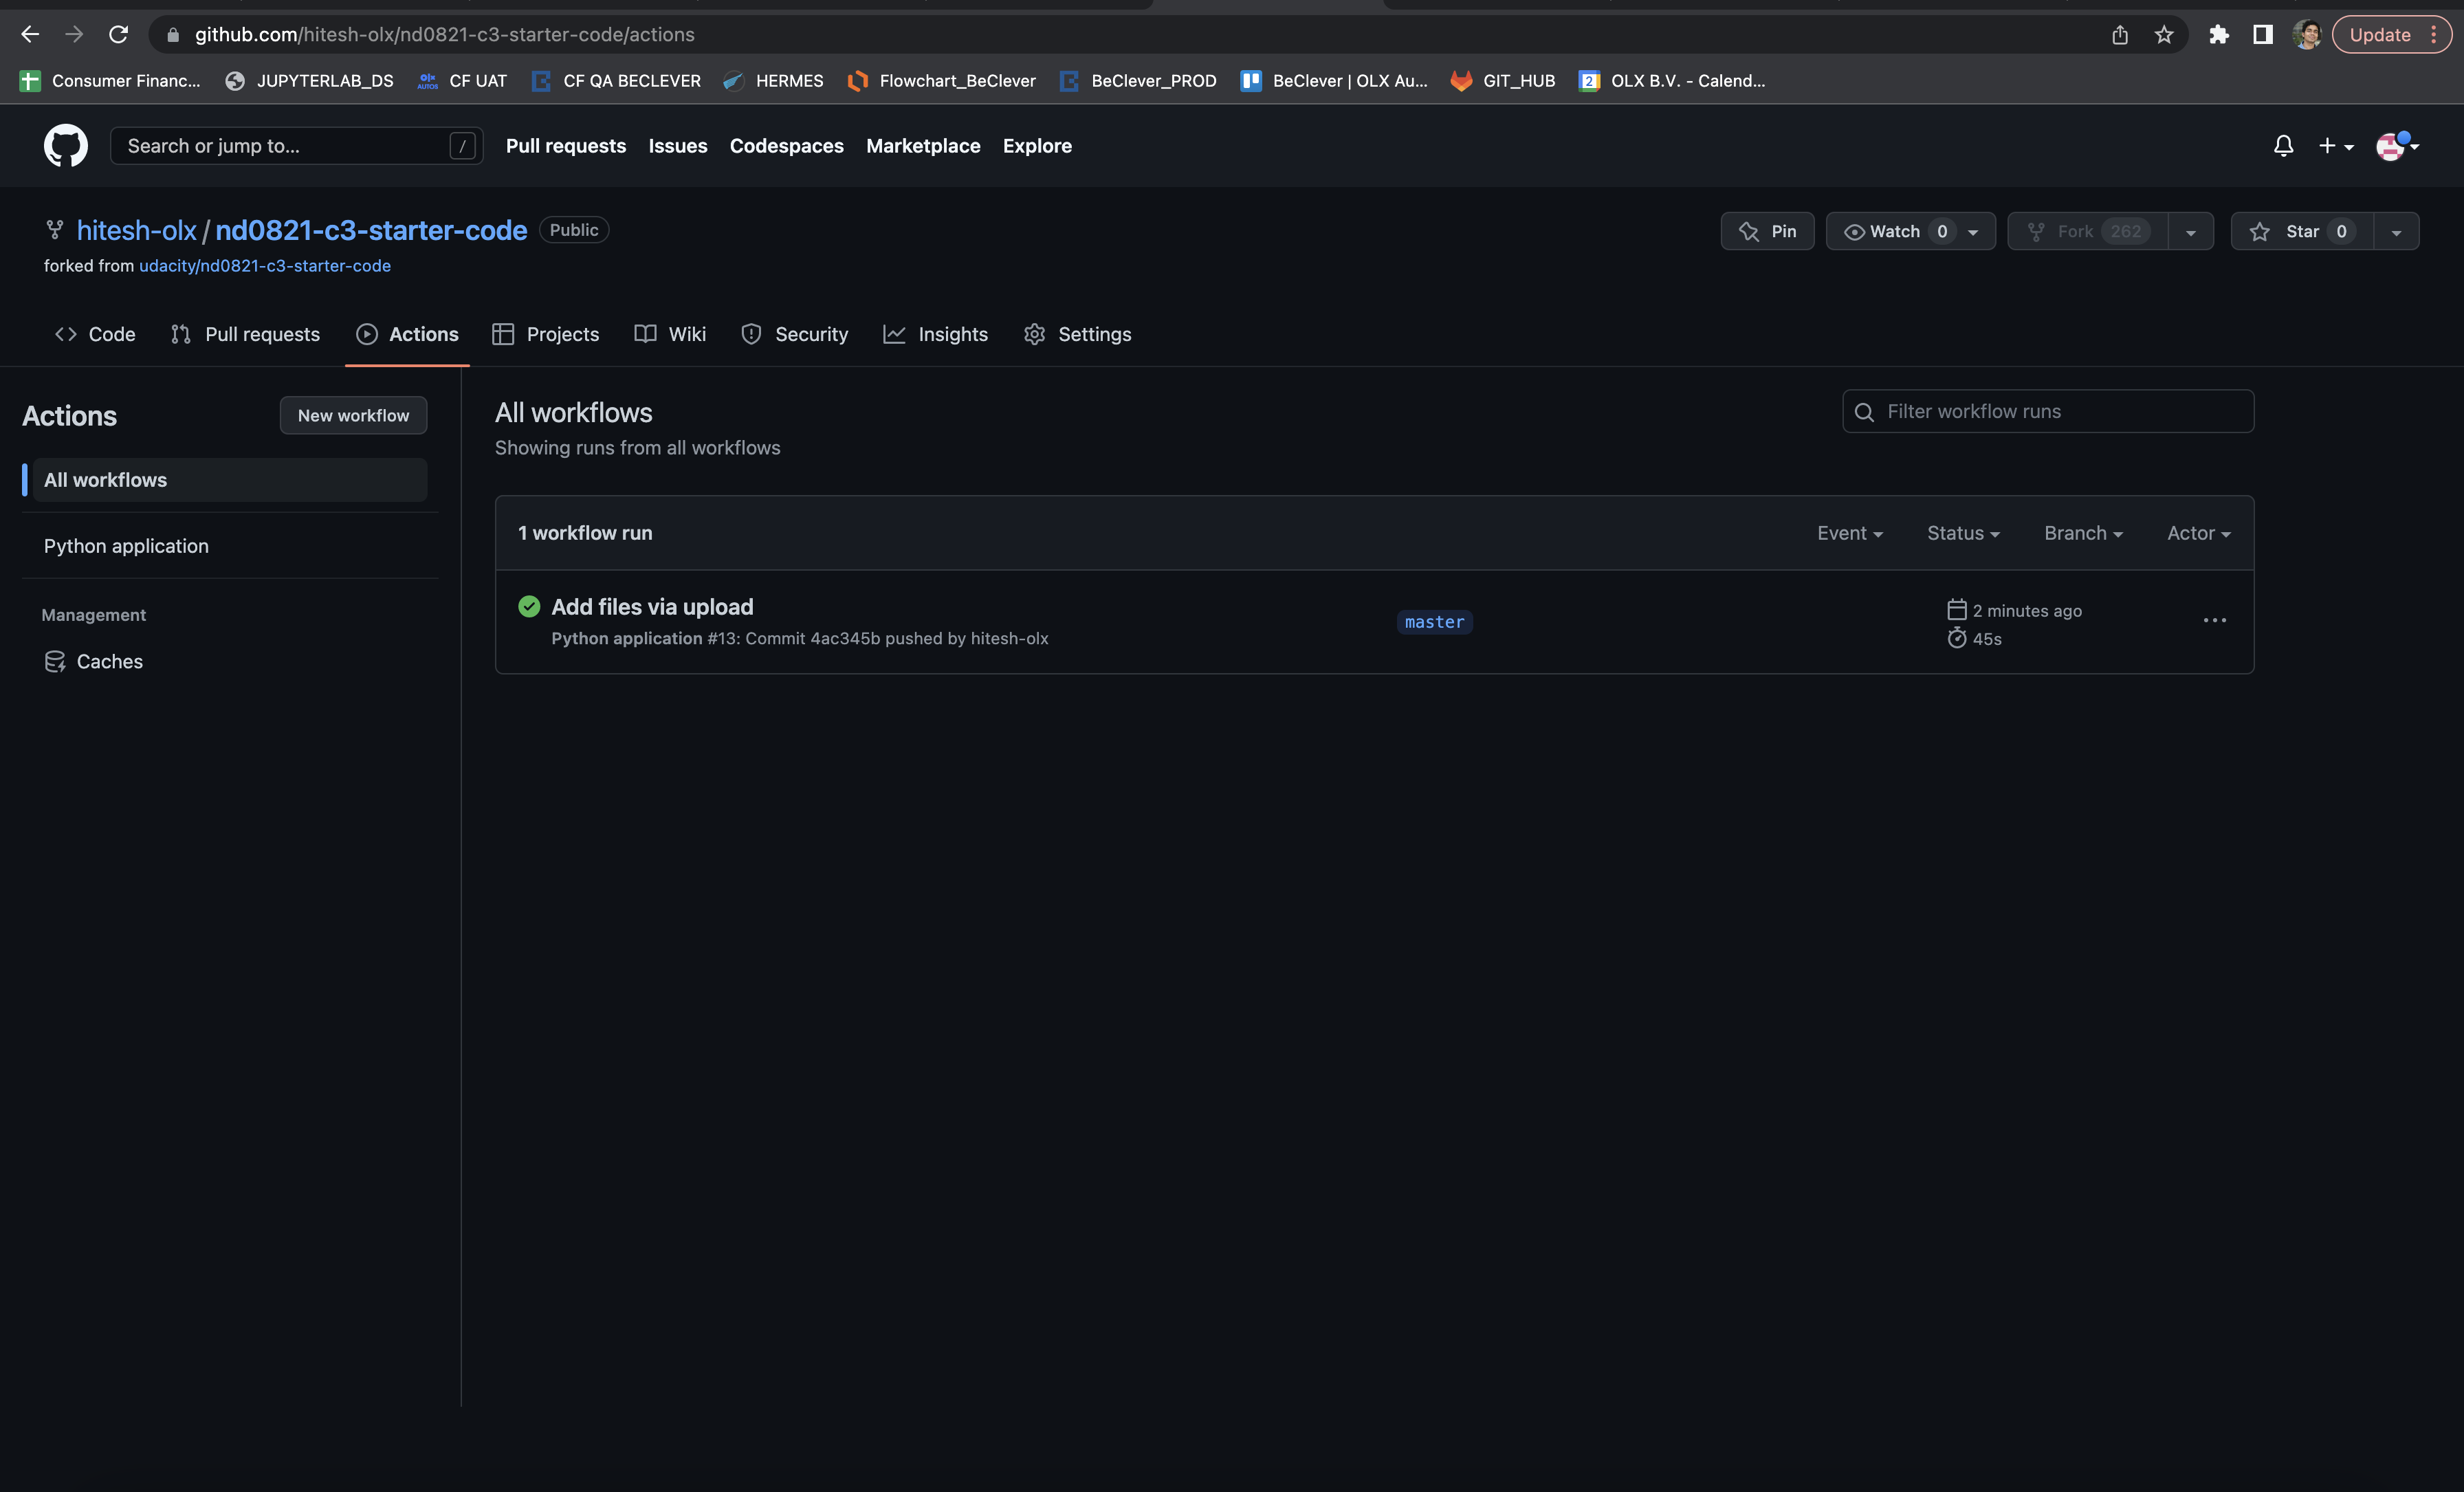 github.com/hitesh-olx/nd0821-c3-starter-code/actions
Update
Consumer Financ... JUPYTERLAB_DS CF UAT CF QA BECLEVER HERMES Flowchart_BeClever BeClever_PROD BeClever | OLX Au... GIT_HUB OLX B.V. - Calend...
Search or jump to... / Pull requests Issues Codespaces Marketplace Explore
hitesh-olx / nd0821-c3-starter-code Public
Pin Watch 0 Fork 262 Star 0
forked from udacity/nd0821-c3-starter-code
Code Pull requests Actions Projects Wiki Security Insights Settings
Actions New workflow
All workflows
Python application
Management
Caches
All workflows
Showing runs from all workflows
Filter workflow runs
1 workflow run Event Status Branch Actor
Add files via upload
Python application #13: Commit 4ac345b pushed by hitesh-olx
master
2 minutes ago
45s